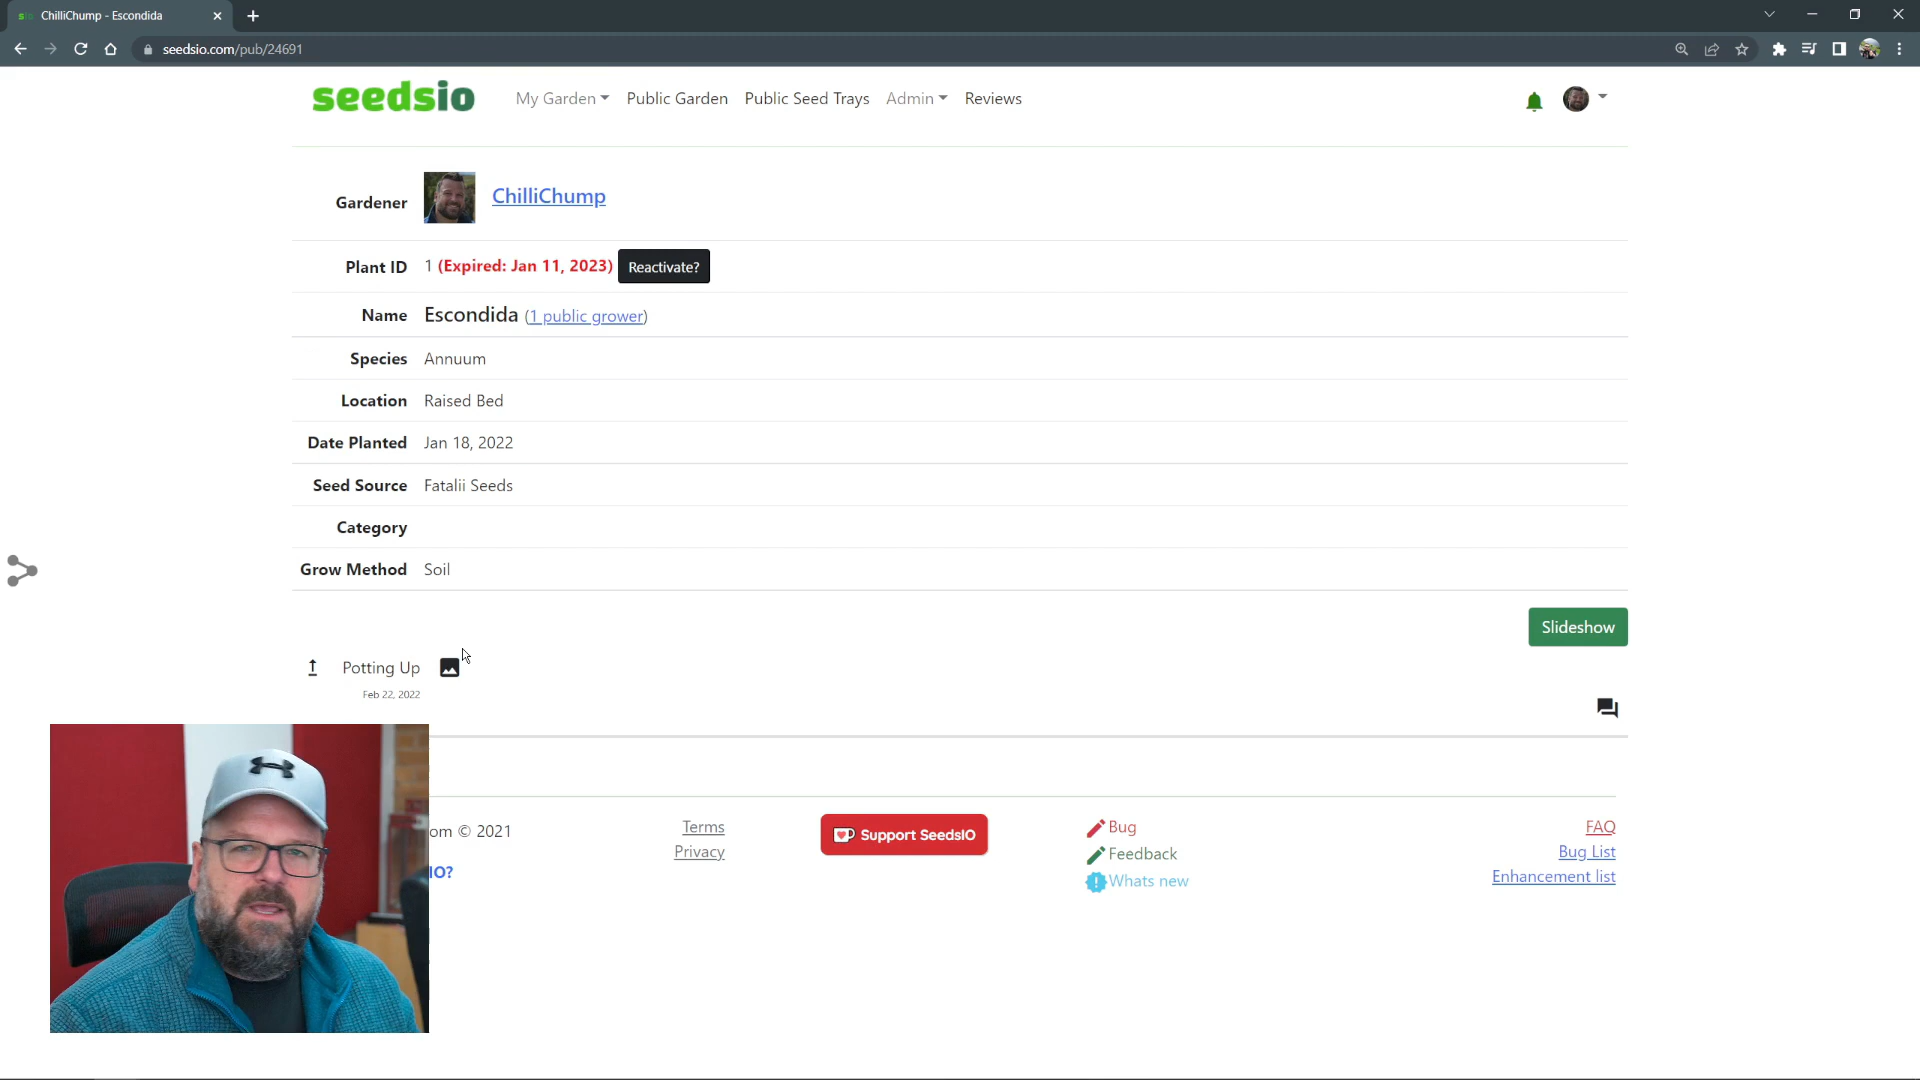 ChilliChump - Escondida
seedsio.com/pub/24691
seedsio My Garden Public Garden Public Seed Trays Admin Reviews
Gardener ChilliChump
Plant ID 1 (Expired: Jan 11, 2023) Reactivate?
Name Escondida (1 public grower)
Species Annuum
Location Raised Bed
Date Planted Jan 18, 2022
Seed Source Fatalii Seeds
Category
Grow Method Soil
Slideshow
Potting Up
Feb 22, 2022
om © 2021
IO?
Terms
Privacy
Support SeedsIO
Bug
Feedback
Whats new
FAQ
Bug List
Enhancement list